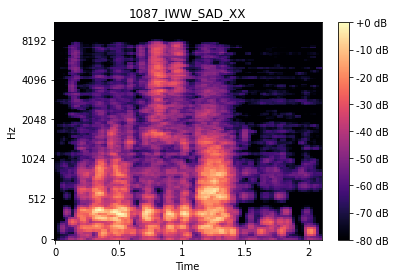 1087_IWW_SAD_XX
8192
4096
2048
1024
512
0
Hz
0
0.5
1
1.5
2
Time
+0 dB
-10 dB
-20 dB
-30 dB
-40 dB
-50 dB
-60 dB
-70 dB
-80 dB